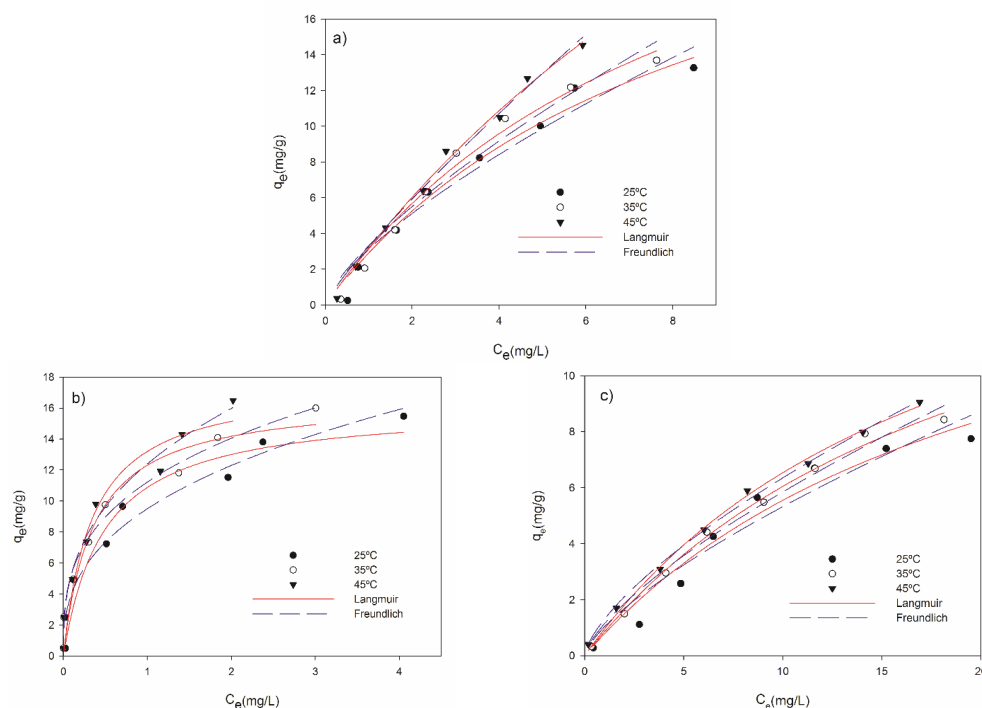 a)
16
14
12
10
8
6
4
2
0
qe(mg/g)
25ºC
35ºC
45ºC
Langmuir
Freundlich
0 2 4 6 8
Ce(mg/L)
b)
18
16
14
12
10
8
6
4
2
0
qe(mg/g)
25ºC
35ºC
45ºC
Langmuir
Freundlich
0 1 2 3 4
Ce(mg/L)
c)
10
8
6
4
2
0
qe(mg/g)
25ºC
35ºC
45ºC
Langmuir
Freundlich
0 5 10 15 20
Ce(mg/L)